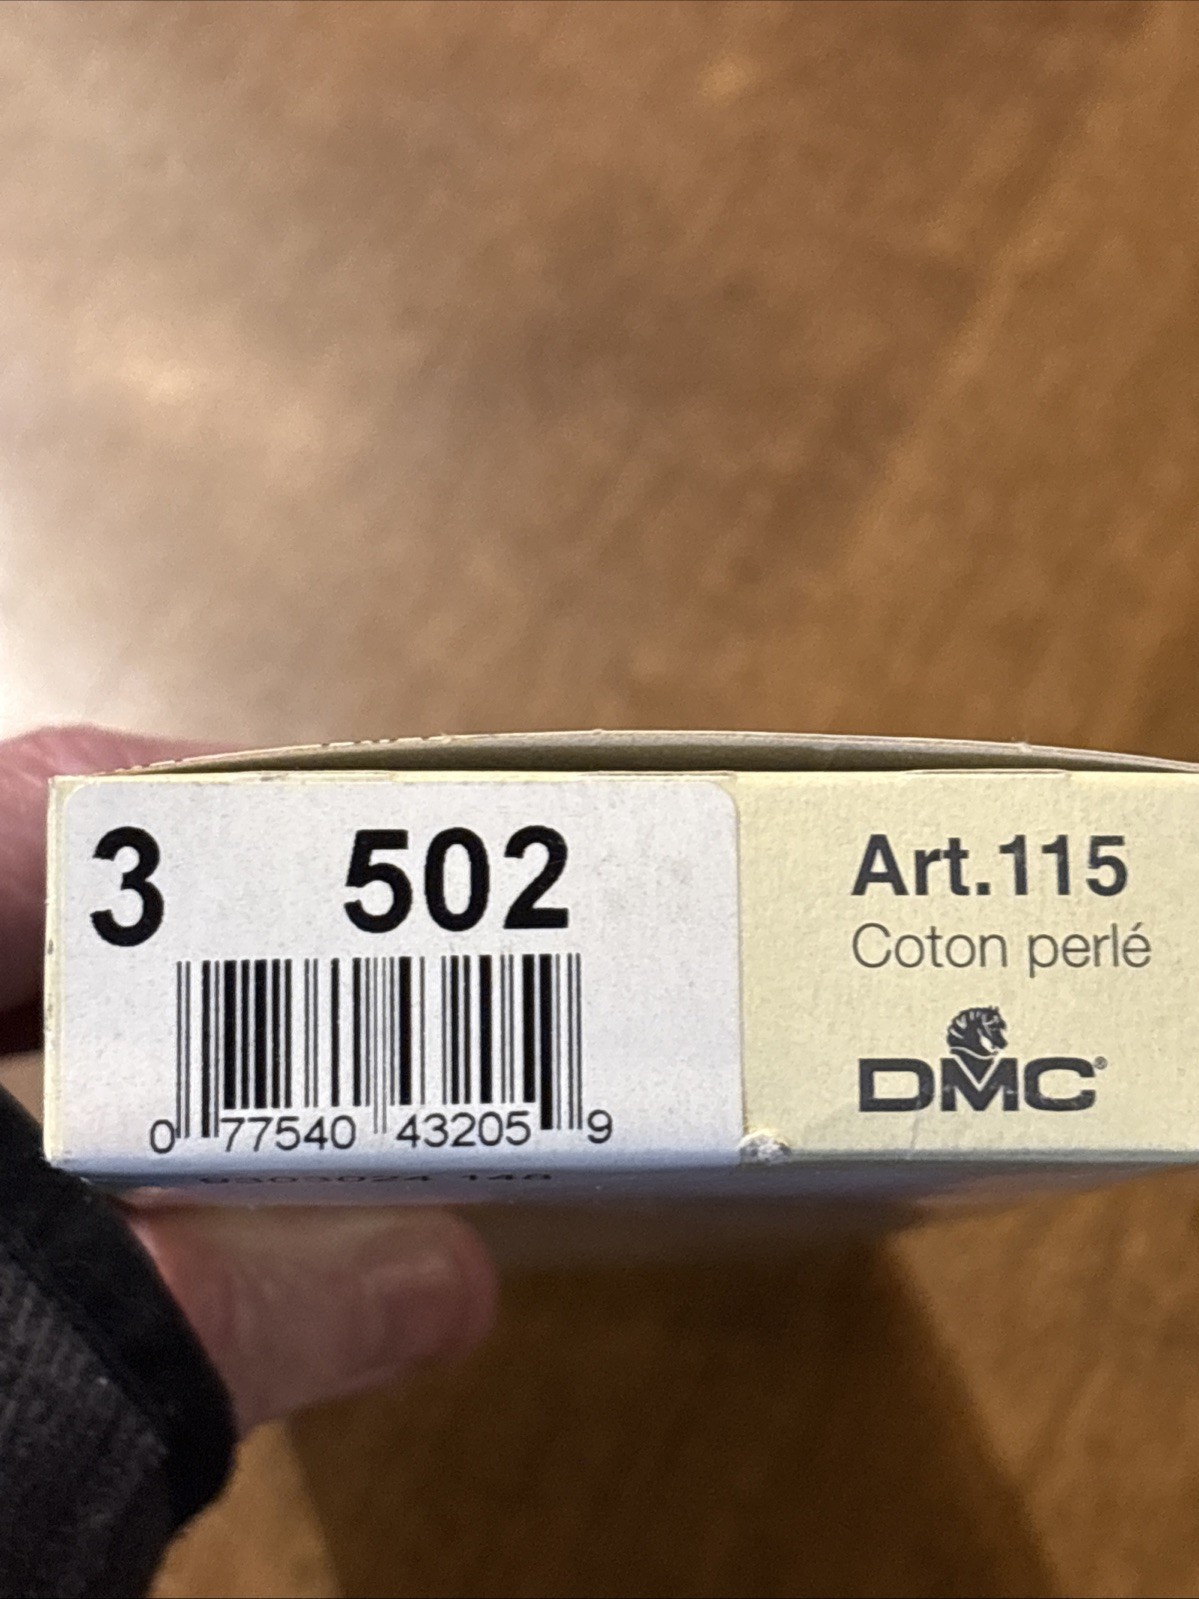 3 502
0 77540 43205 9
Art.115
Coton perlé
DMC®